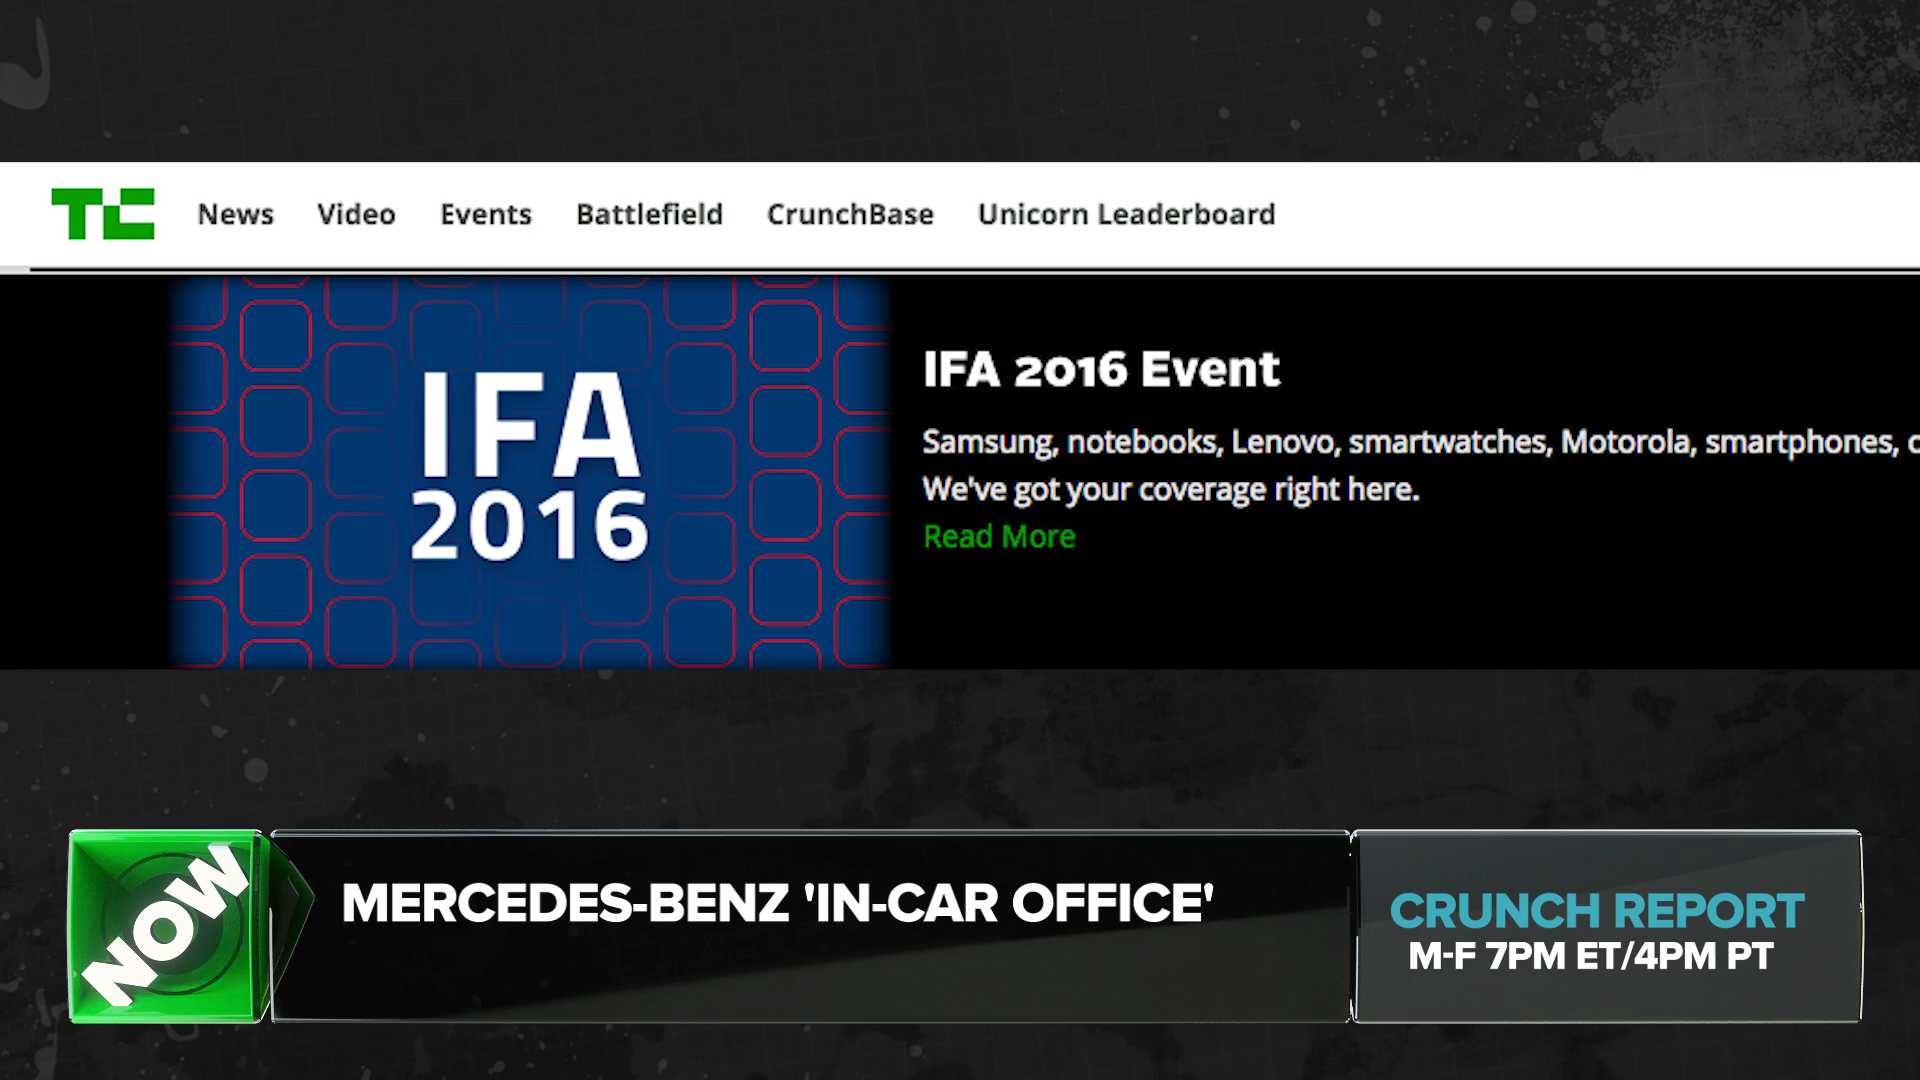 TC News Video Events Battlefield CrunchBase Unicorn Leaderboard
IFA
2016
IFA 2016 Event
Samsung, notebooks, Lenovo, smartwatches, Motorola, smartphones,
We've got your coverage right here.
Read More
NOW
MERCEDES-BENZ 'IN-CAR OFFICE'
CRUNCH REPORT
M-F 7PM ET/4PM PT